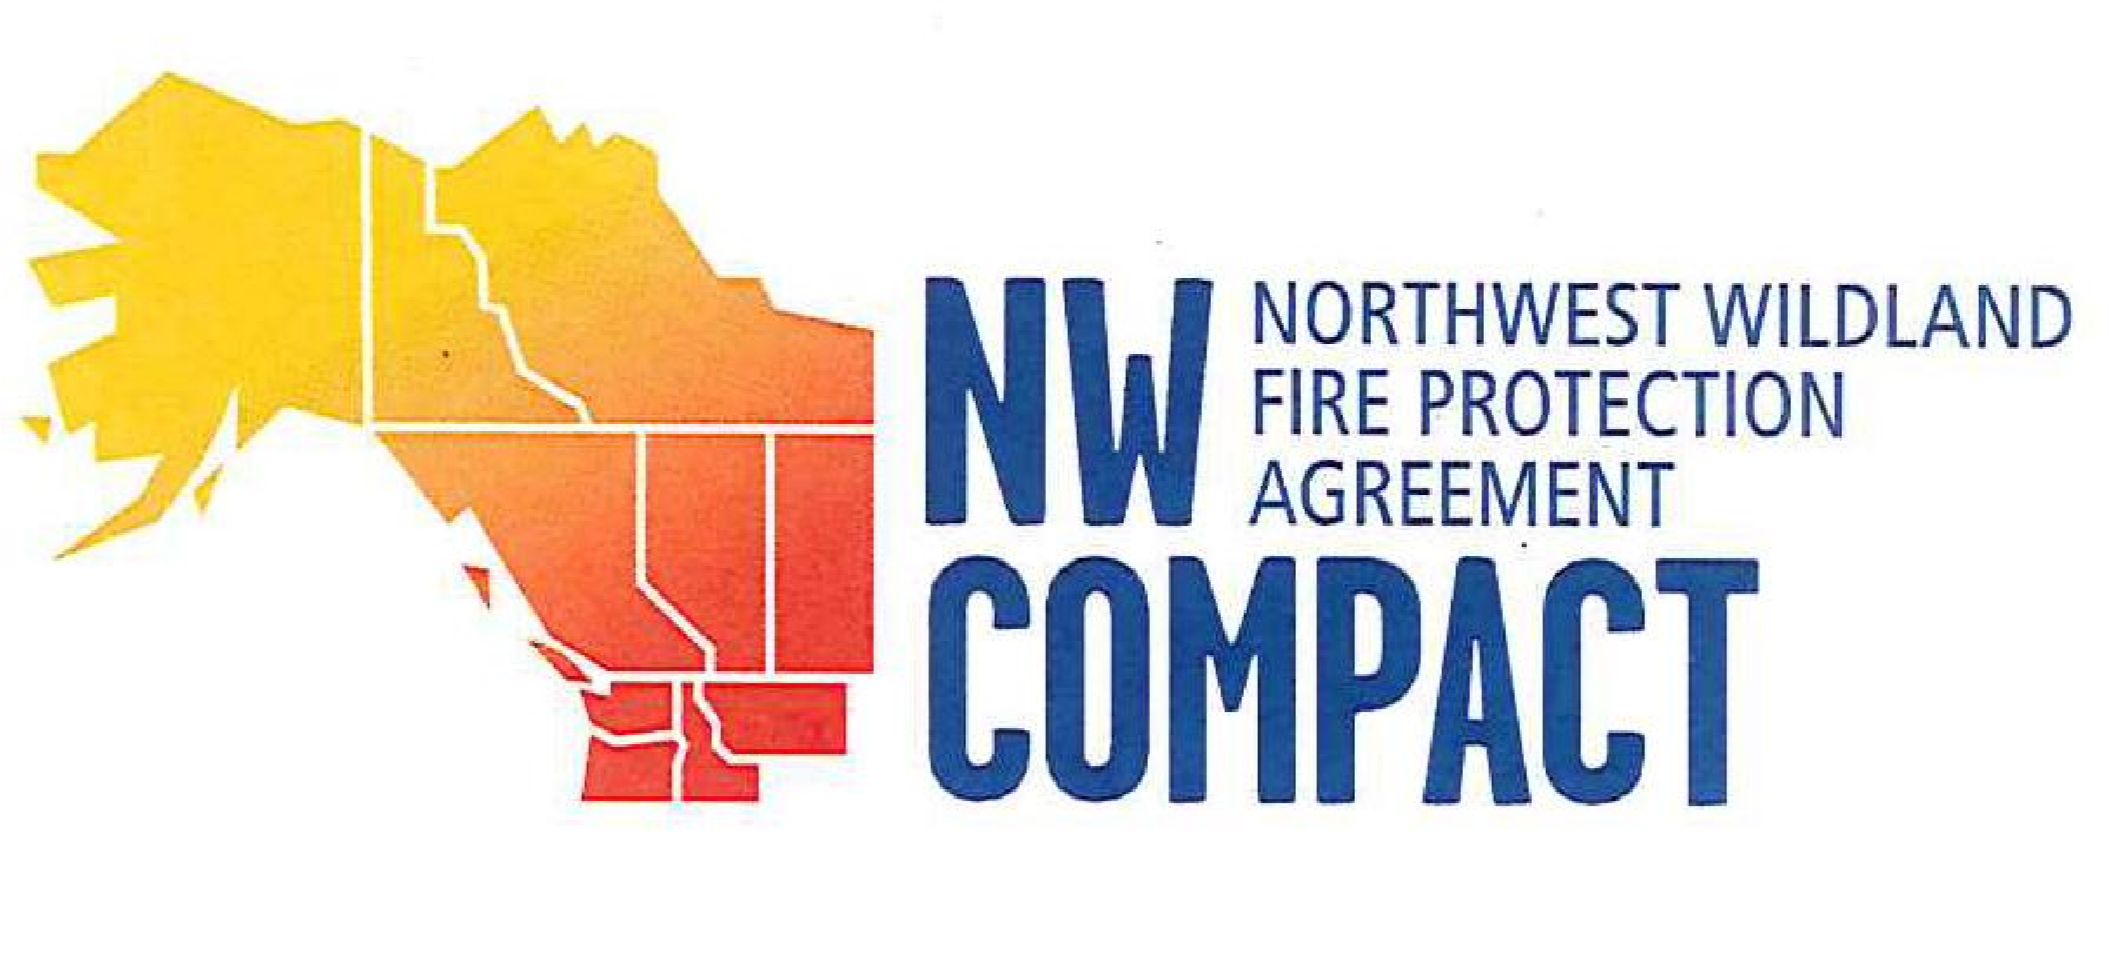 NW
NORTHWEST WILDLAND
FIRE PROTECTION
AGREEMENT
COMPACT